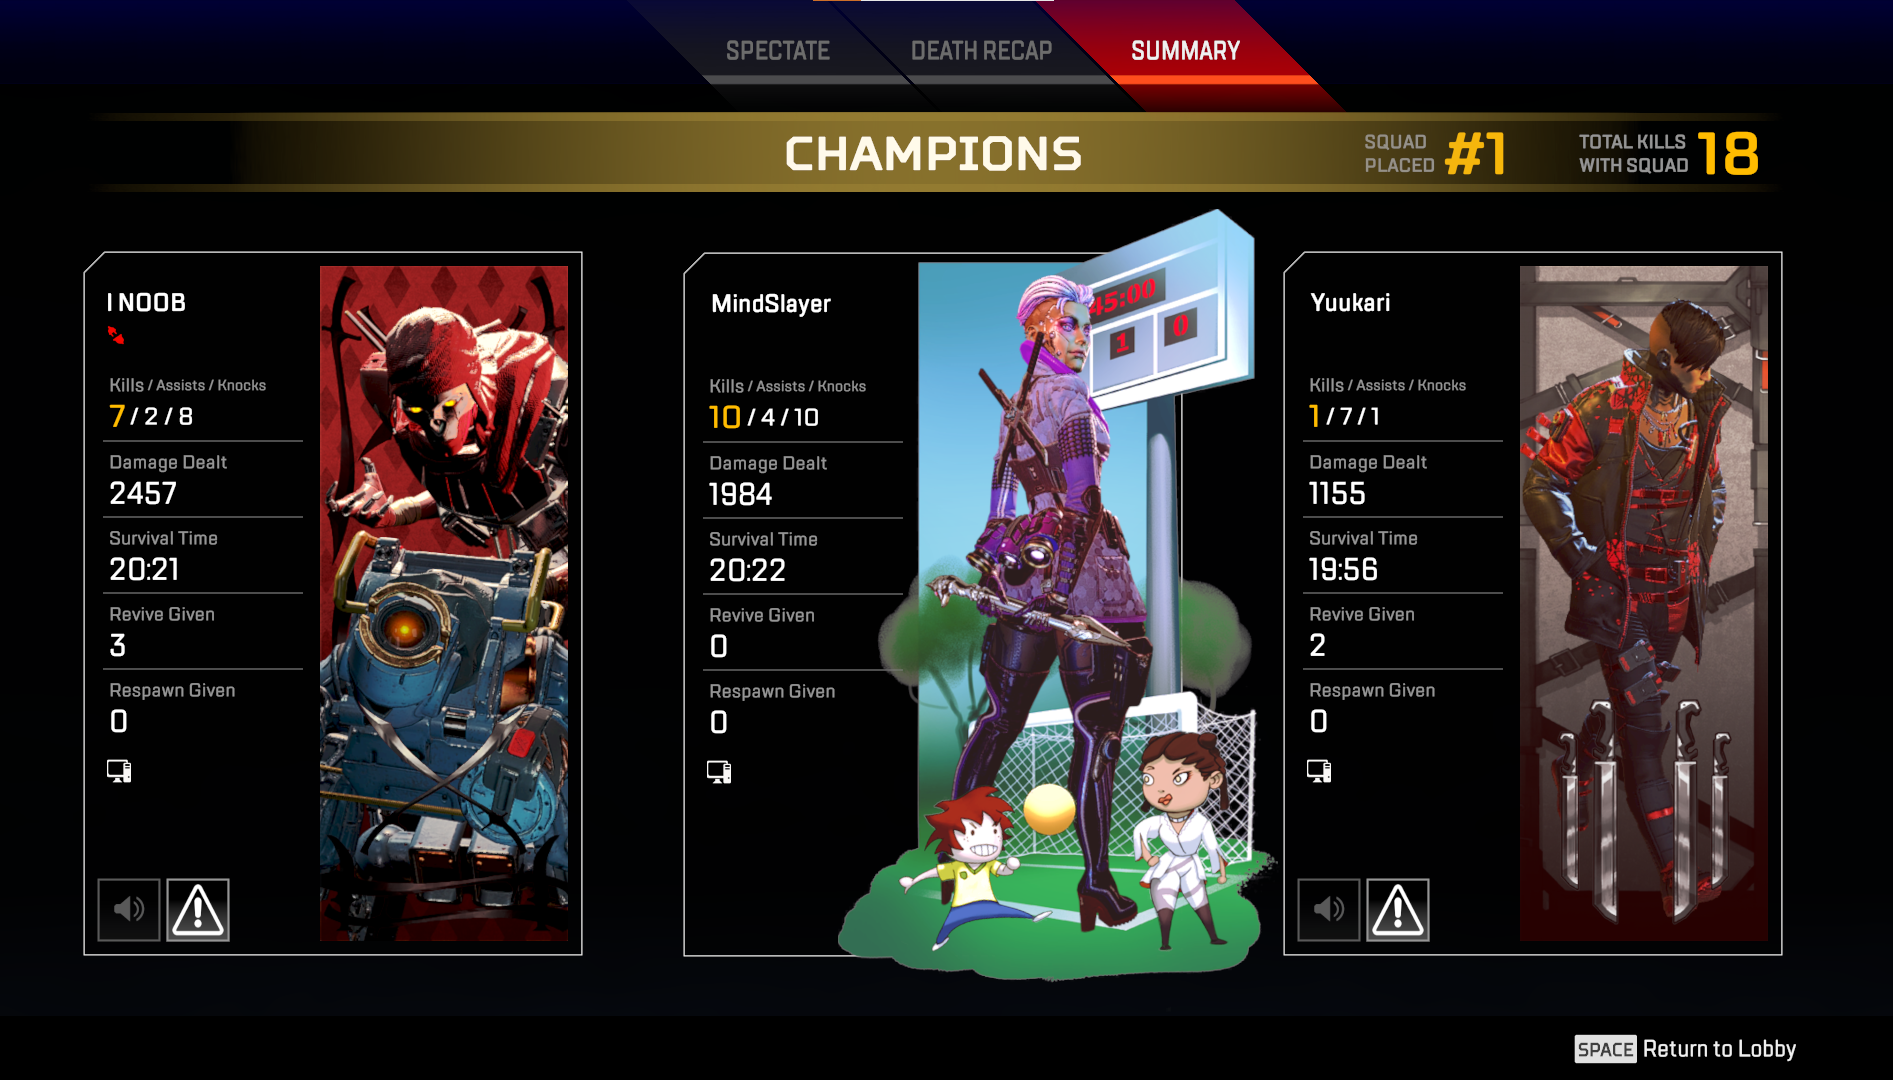 SPECTATE
DEATH RECAP
SUMMARY
CHAMPIONS
SQUAD PLACED #1
TOTAL KILLS WITH SQUAD 18
I NOOB
Kills / Assists / Knocks
7 / 2 / 8
Damage Dealt
2457
Survival Time
20:21
Revive Given
3
Respawn Given
0
MindSlayer
Kills / Assists / Knocks
10 / 4 / 10
Damage Dealt
1984
Survival Time
20:22
Revive Given
0
Respawn Given
0
45:00
1 0
Yuukari
Kills / Assists / Knocks
1 / 7 / 1
Damage Dealt
1155
Survival Time
19:56
Revive Given
2
Respawn Given
0
SPACE Return to Lobby